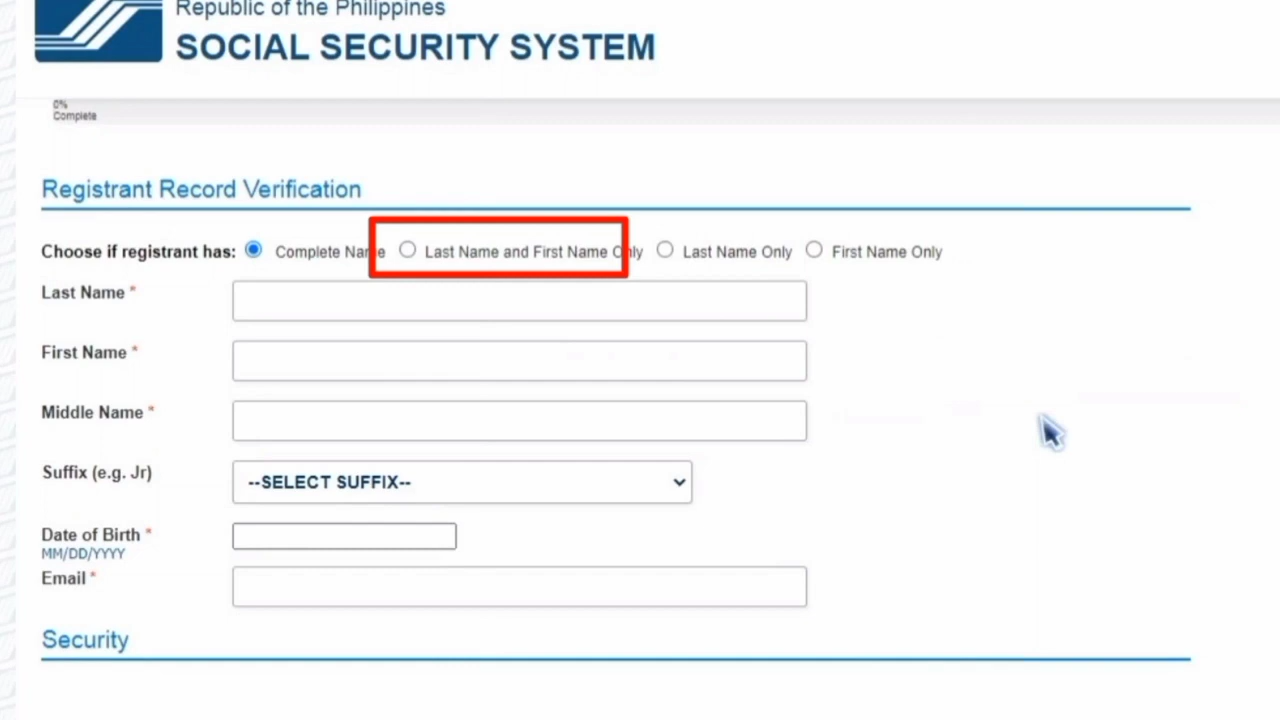 Republic of the Philippines
SOCIAL SECURITY SYSTEM
0%
Complete
Registrant Record Verification
Choose if registrant has: Complete Name Last Name and First Name Only Last Name Only First Name Only
Last Name *
First Name *
Middle Name *
Suffix (e.g. Jr) --SELECT SUFFIX--
Date of Birth *
MM/DD/YYYY
Email *
Security